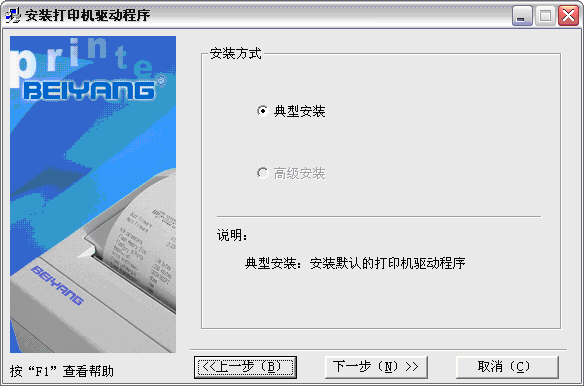 安装打印机驱动程序
printe
BEIYANG®
安装方式
典型安装
高级安装
说明：
典型安装：安装默认的打印机驱动程序
BEIYANG
按“F1”查看帮助
<<上一步（B）
下一步（N）>>
取消（C）